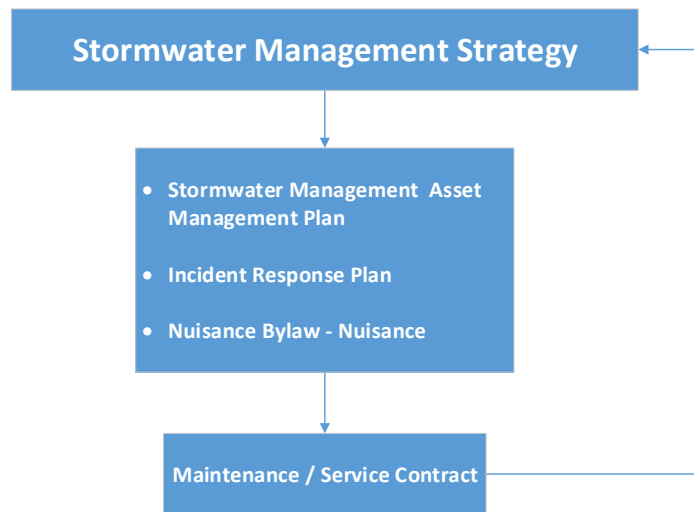 Stormwater Management Strategy
• Stormwater Management Asset
Management Plan
• Incident Response Plan
• Nuisance Bylaw - Nuisance
Maintenance / Service Contract